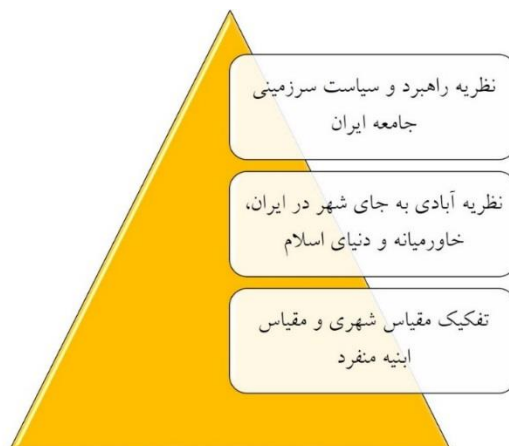 نظریه راهبرد و سیاست سرزمینی
جامعه ایران
نظریه آبادی به جای شهر در ایران،
خاورمیانه و دنیای اسلام
تفکیک مقیاس شهری و مقیاس
ابنیه منفرد